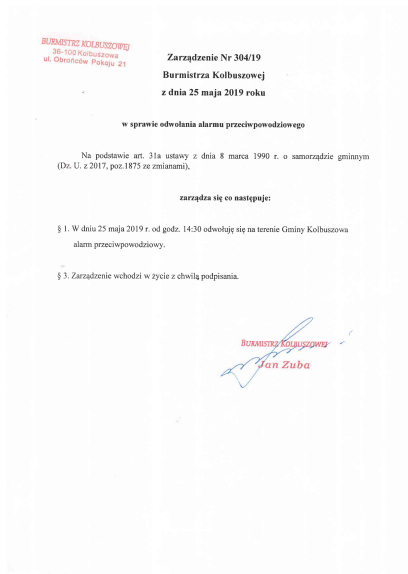 BURMISTRZ KOLBUSZOWEJ
36-100 Kolbuszowa
ul. Obrońców Pokoju 21
Zarządzenie Nr 304/19
Burmistrza Kolbuszowej
z dnia 25 maja 2019 roku
w sprawie odwołania alarmu przeciwpowodziowego
Na podstawie art. 31a ustawy z dnia 8 marca 1990 r. o samorządzie gminnym
(Dz. U. z 2017, poz.1875 ze zmianami),
zarządza się co następuje:
§ 1. W dniu 25 maja 2019 r. od godz. 14:30 odwołuję się na terenie Gminy Kolbuszowa
alarm przeciwpowodziowy.
§ 3. Zarządzenie wchodzi w życie z chwilą podpisania.
BURMISTRZ KOLBUSZOWEJ
Jan Zuba